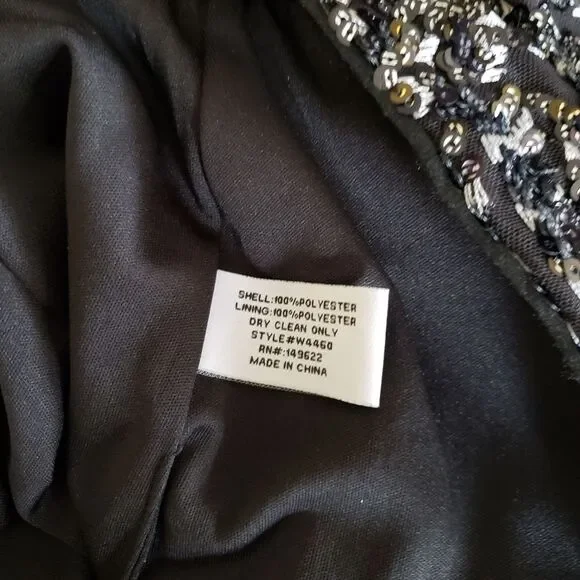 SHELL:100%POLYESTER
LINING:100%POLYESTER
DRY CLEAN ONLY
STYLE#W4460
RN#:149622
MADE IN CHINA